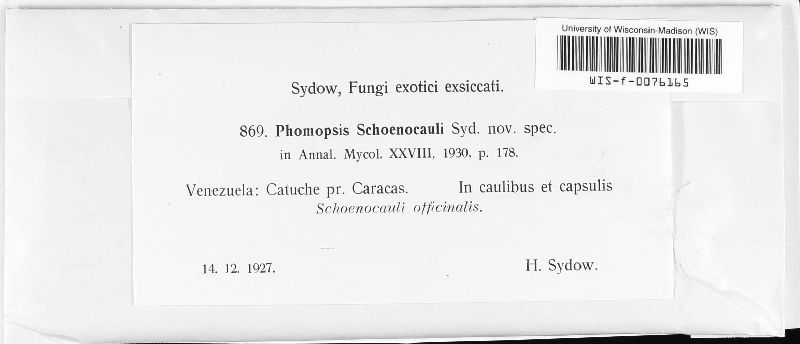 University of Wisconsin-Madison (WIS)
WIS-f-0076165
Sydow, Fungi exotici exsiccati.
869. Phomopsis Schoenocauli Syd. nov. spec.
in Annal. Mycol. XXVIII, 1930, p. 178.
Venezuela: Catuche pr. Caracas. In caulibus et capsulis
Schoenocauli officinalis.
14. 12. 1927. H. Sydow.